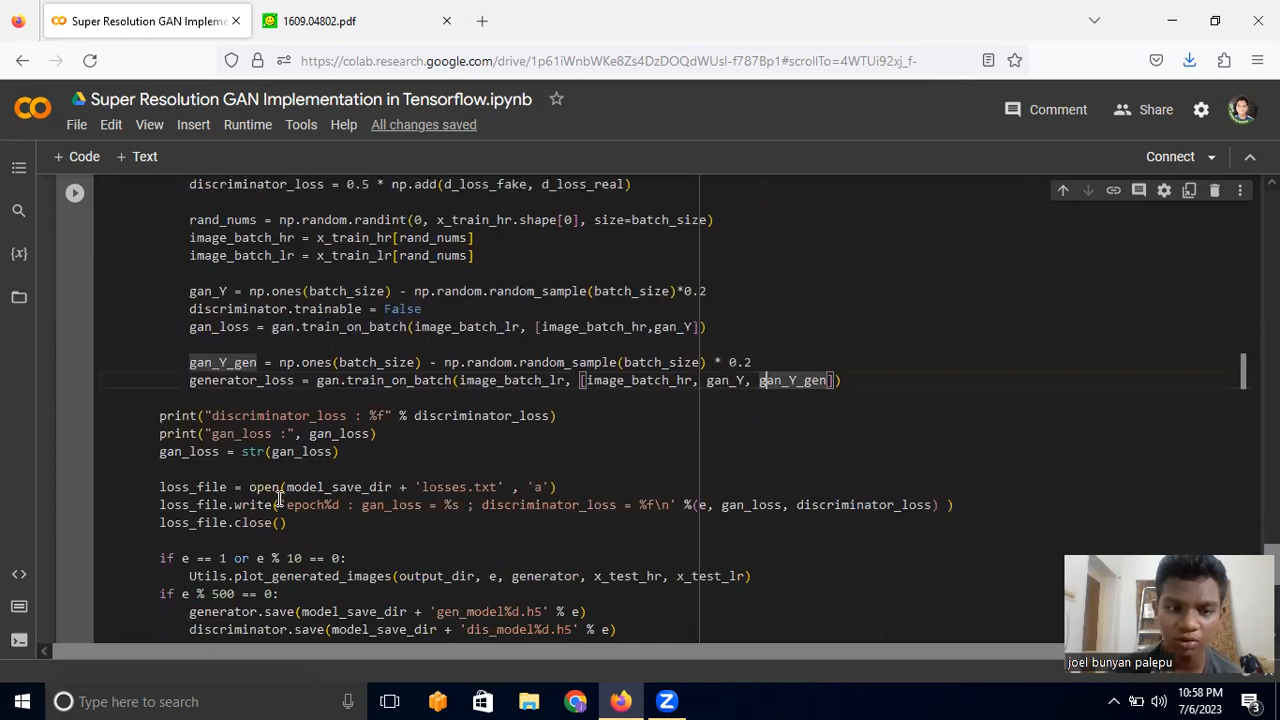 Super Resolution GAN Impleme
1609.04802.pdf
https://colab.research.google.com/drive/1p61iWnbWKe8Zs4DzDOQdWUsl-f787Bp1#scrollTo=4WTUi92xj_f-
Super Resolution GAN Implementation in Tensorflow.ipynb
Comment
Share
File Edit View Insert Runtime Tools Help All changes saved
+ Code + Text
Connect
discriminator_loss = 0.5 * np.add(d_loss_fake, d_loss_real)
rand_nums = np.random.randint(0, x_train_hr.shape[0], size=batch_size)
image_batch_hr = x_train_hr[rand_nums]
image_batch_lr = x_train_lr[rand_nums]
gan_Y = np.ones(batch_size) - np.random.random_sample(batch_size)*0.2
discriminator.trainable = False
gan_loss = gan.train_on_batch(image_batch_lr, [image_batch_hr,gan_Y])
gan_Y_gen = np.ones(batch_size) - np.random.random_sample(batch_size) * 0.2
generator_loss = gan.train_on_batch(image_batch_lr, [image_batch_hr, gan_Y, gan_Y_gen])
print("discriminator_loss : %f" % discriminator_loss)
print("gan_loss :", gan_loss)
gan_loss = str(gan_loss)
loss_file = open(model_save_dir + 'losses.txt' , 'a')
loss_file.write('epoch%d : gan_loss = %s ; discriminator_loss = %f\n' %(e, gan_loss, discriminator_loss) )
loss_file.close()
if e == 1 or e % 10 == 0:
Utils.plot_generated_images(output_dir, e, generator, x_test_hr, x_test_lr)
if e % 500 == 0:
generator.save(model_save_dir + 'gen_model%d.h5' % e)
discriminator.save(model_save_dir + 'dis_model%d.h5' % e)
joel bunyan palepu
Type here to search
10:58 PM
7/6/2023
3